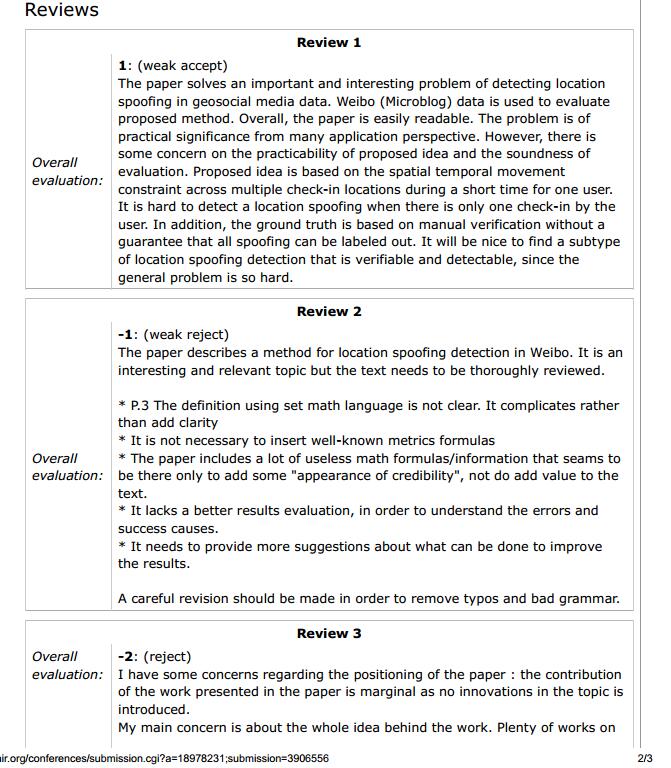 Reviews
Review 1
Overall evaluation:
1: (weak accept)
The paper solves an important and interesting problem of detecting location
spoofing in geosocial media data. Weibo (Microblog) data is used to evaluate
proposed method. Overall, the paper is easily readable. The problem is of
practical significance from many application perspective. However, there is
some concern on the practicability of proposed idea and the soundness of
evaluation. Proposed idea is based on the spatial temporal movement
constraint across multiple check-in locations during a short time for one user.
It is hard to detect a location spoofing when there is only one check-in by the
user. In addition, the ground truth is based on manual verification without a
guarantee that all spoofing can be labeled out. It will be nice to find a subtype
of location spoofing detection that is verifiable and detectable, since the
general problem is so hard.
Review 2
Overall
evaluation:
-1: (weak reject)
The paper describes a method for location spoofing detection in Weibo. It is an
interesting and relevant topic but the text needs to be thoroughly reviewed.
* P.3 The definition using set math language is not clear. It complicates rather
than add clarity
* It is not necessary to insert well-known metrics formulas
* The paper includes a lot of useless math formulas/information that seams to
be there only to add some "appearance of credibility", not do add value to the
text.
* It lacks a better results evaluation, in order to understand the errors and
success causes.
* It needs to provide more suggestions about what can be done to improve
the results.
A careful revision should be made in order to remove typos and bad grammar.
Review 3
Overall
evaluation:
-2: (reject)
I have some concerns regarding the positioning of the paper : the contribution
of the work presented in the paper is marginal as no innovations in the topic is
introduced.
My main concern is about the whole idea behind the work. Plenty of works on
ir.org/conferences/submission.cgi?a=18978231;submission=3906556
2/3